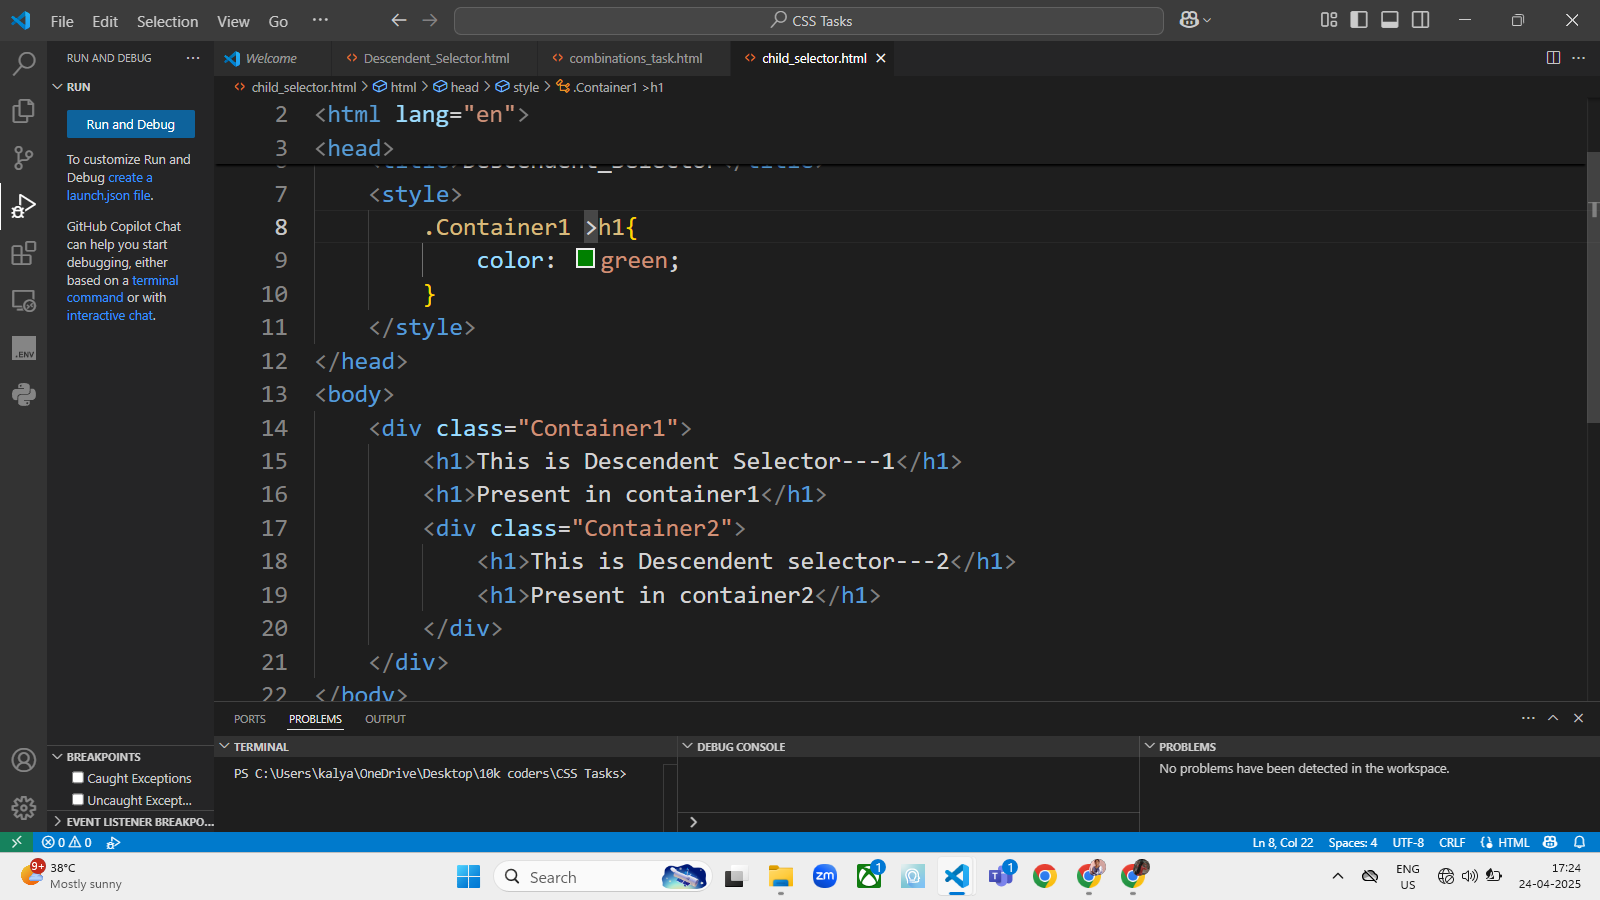 File Edit Selection View Go ··· CSS Tasks
RUN AND DEBUG ···
Welcome Descendent_Selector.html combinations_task.html child_selector.html
RUN
child_selector.html > html > head > style > .Container1 >h1
Run and Debug
To customize Run and
Debug create a
launch.json file.
GitHub Copilot Chat
can help you start
debugging, either
based on a terminal
command or with
interactive chat.
2 <html lang="en">
3 <head>
<title>Descendent_Selector</title>
7 <style>
8 .Container1 >h1{
9 color: green;
10 }
11 </style>
12 </head>
13 <body>
14 <div class="Container1">
15 <h1>This is Descendent Selector---1</h1>
16 <h1>Present in container1</h1>
17 <div class="Container2">
18 <h1>This is Descendent selector---2</h1>
19 <h1>Present in container2</h1>
20 </div>
21 </div>
22 </body>
PORTS PROBLEMS OUTPUT
TERMINAL DEBUG CONSOLE PROBLEMS
PS C:\Users\kalya\OneDrive\Desktop\10k coders\CSS Tasks>
No problems have been detected in the workspace.
BREAKPOINTS
Caught Exceptions
Uncaught Except...
EVENT LISTENER BREAKPO...
.ENV
0 0 Ln 8, Col 22 Spaces: 4 UTF-8 CRLF {} HTML
9+ 38°C
Mostly sunny
Search
zm
1
1
ENG
US
17:24
24-04-2025